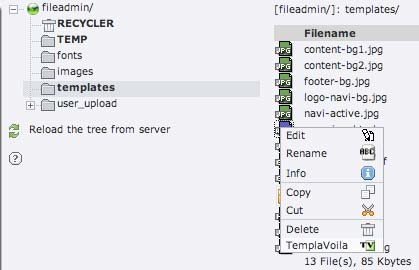 fileadmin/
RECYCLER
TEMP
fonts
images
templates
user_upload
Reload the tree from server
[fileadmin/]: templates/
Filename
content-bg1.jpg
content-bg2.jpg
footer-bg.jpg
logo-navi-bg.jpg
navi-active.jpg
Edit
Rename
ABC
Info
Copy
Cut
Delete
TemplaVoila
TV
13 File(s), 85 Kbytes